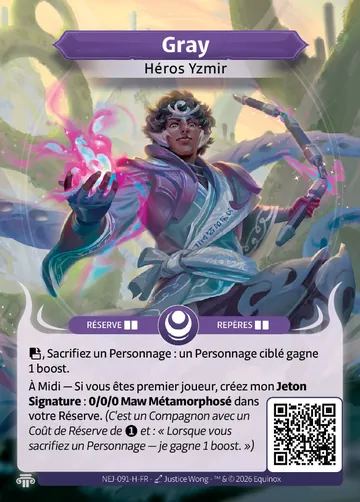 Gray
Héros Yzmir
RÉSERVE REPÈRES
, Sacrifiez un Personnage : un Personnage ciblé gagne
1 boost.
À Midi — Si vous êtes premier joueur, créez mon Jeton
Signature : 0/0/0 Maw Métamorphosé dans
votre Réserve. (C'est un Compagnon avec un
Coût de Réserve de 1 et : « Lorsque vous
sacrifiez un Personnage — je gagne 1 boost. »)
NEJ-091-H-FR - Justice Wong - ™ & © 2026 Equinox